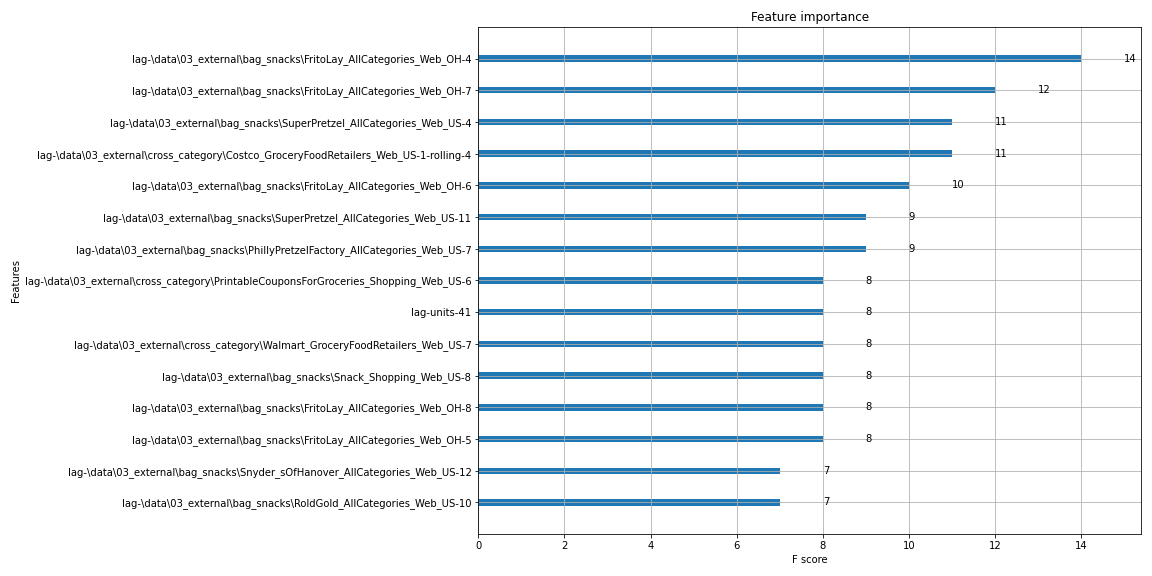 Feature importance
Features
lag-\data\03_external\bag_snacks\FritoLay_AllCategories_Web_OH-4 14
lag-\data\03_external\bag_snacks\FritoLay_AllCategories_Web_OH-7 12
lag-\data\03_external\bag_snacks\SuperPretzel_AllCategories_Web_US-4 11
lag-\data\03_external\cross_category\Costco_GroceryFoodRetailers_Web_US-1-rolling-4 11
lag-\data\03_external\bag_snacks\FritoLay_AllCategories_Web_OH-6 10
lag-\data\03_external\bag_snacks\SuperPretzel_AllCategories_Web_US-11 9
lag-\data\03_external\bag_snacks\PhillyPretzelFactory_AllCategories_Web_US-7 9
lag-\data\03_external\cross_category\PrintableCouponsForGroceries_Shopping_Web_US-6 8
lag-units-41 8
lag-\data\03_external\cross_category\Walmart_GroceryFoodRetailers_Web_US-7 8
lag-\data\03_external\bag_snacks\Snack_Shopping_Web_US-8 8
lag-\data\03_external\bag_snacks\FritoLay_AllCategories_Web_OH-8 8
lag-\data\03_external\bag_snacks\FritoLay_AllCategories_Web_OH-5 8
lag-\data\03_external\bag_snacks\Snyder_sOfHanover_AllCategories_Web_US-12 7
lag-\data\03_external\bag_snacks\RoldGold_AllCategories_Web_US-10 7
0 2 4 6 8 10 12 14
F score